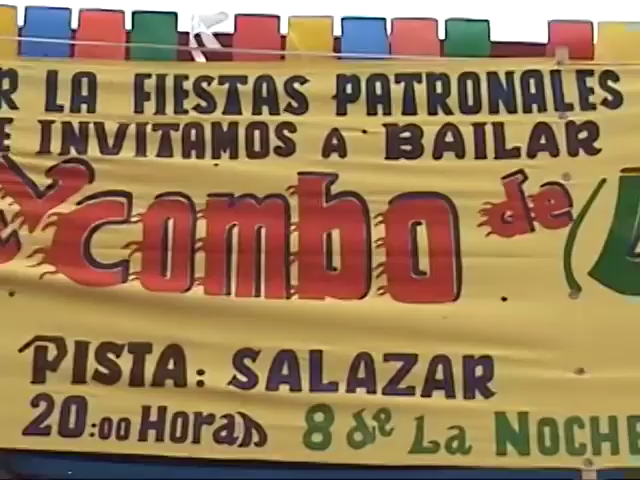 R LA FIESTAS PATRONALES
E INVITAMOS A BAILAR
Y combo de
PISTA: SALAZAR
20:00 Horas 8 de La NOCHE